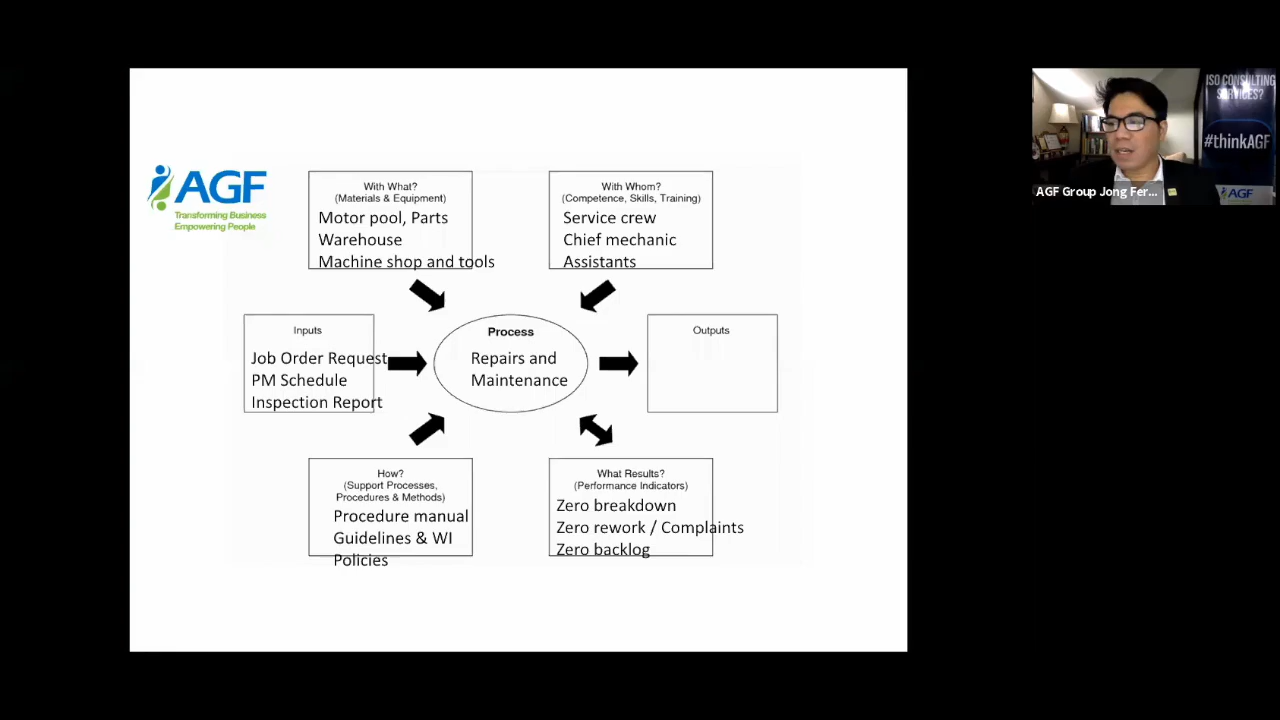 AGF
Transforming Business
Empowering People
With What?
(Materials & Equipment)
Motor pool, Parts
Warehouse
Machine shop and tools
With Whom?
(Competence, Skills, Training)
Service crew
Chief mechanic
Assistants
Inputs
Job Order Request
PM Schedule
Inspection Report
Process
Repairs and
Maintenance
Outputs
How?
(Support Processes,
Procedures & Methods)
Procedure manual
Guidelines & WI
Policies
What Results?
(Performance Indicators)
Zero breakdown
Zero rework / Complaints
Zero backlog
ISO CONSULTING
SERVICES?
#thinkAGF
AGF
AGF Group Jong Fer...